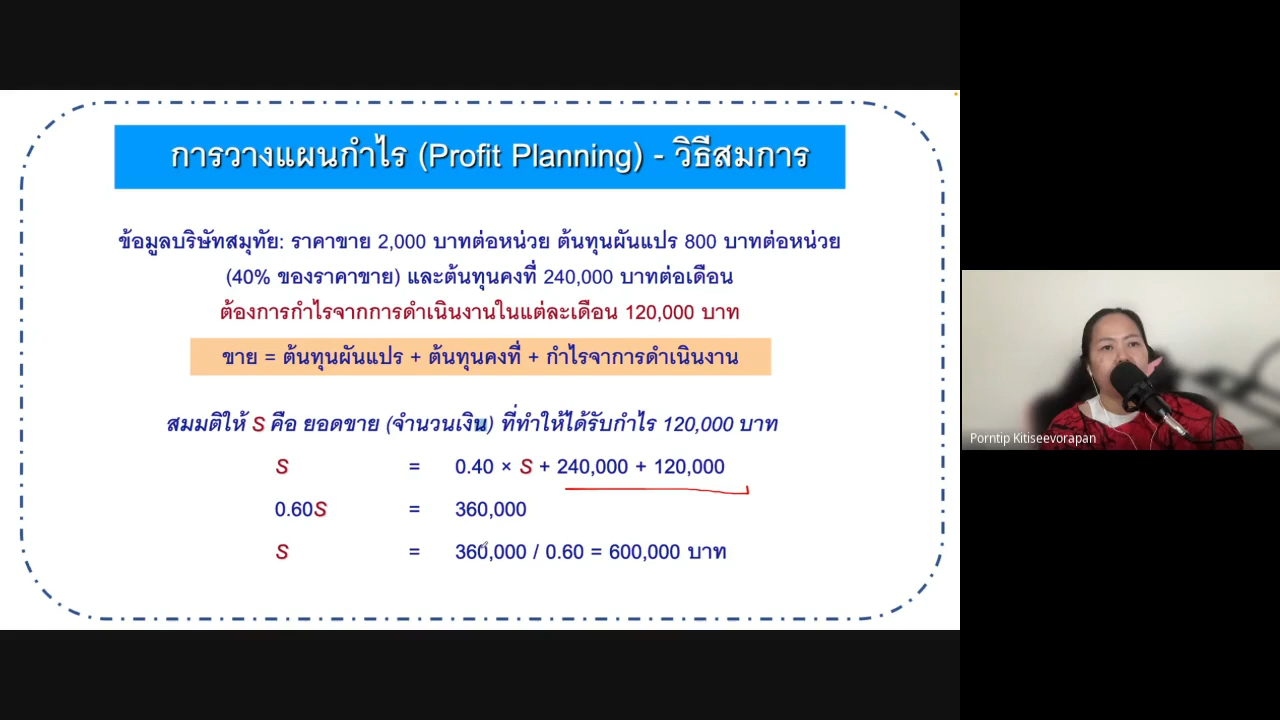 การวางแผนกำไร (Profit Planning) - วิธีสมการ
ข้อมูลบริษัทสมุทัย: ราคาขาย 2,000 บาทต่อหน่วย ต้นทุนผันแปร 800 บาทต่อหน่วย
(40% ของราคาขาย) และต้นทุนคงที่ 240,000 บาทต่อเดือน
ต้องการกำไรจากการดำเนินงานในแต่ละเดือน 120,000 บาท
ขาย = ต้นทุนผันแปร + ต้นทุนคงที่ + กำไรจาการดำเนินงาน
สมมติให้ S คือ ยอดขาย (จำนวนเงิน) ที่ทำให้ได้รับกำไร 120,000 บาท
S = 0.40 × S + 240,000 + 120,000
0.60S = 360,000
S = 360,000 / 0.60 = 600,000 บาท
Porntip Kitiseevorapan